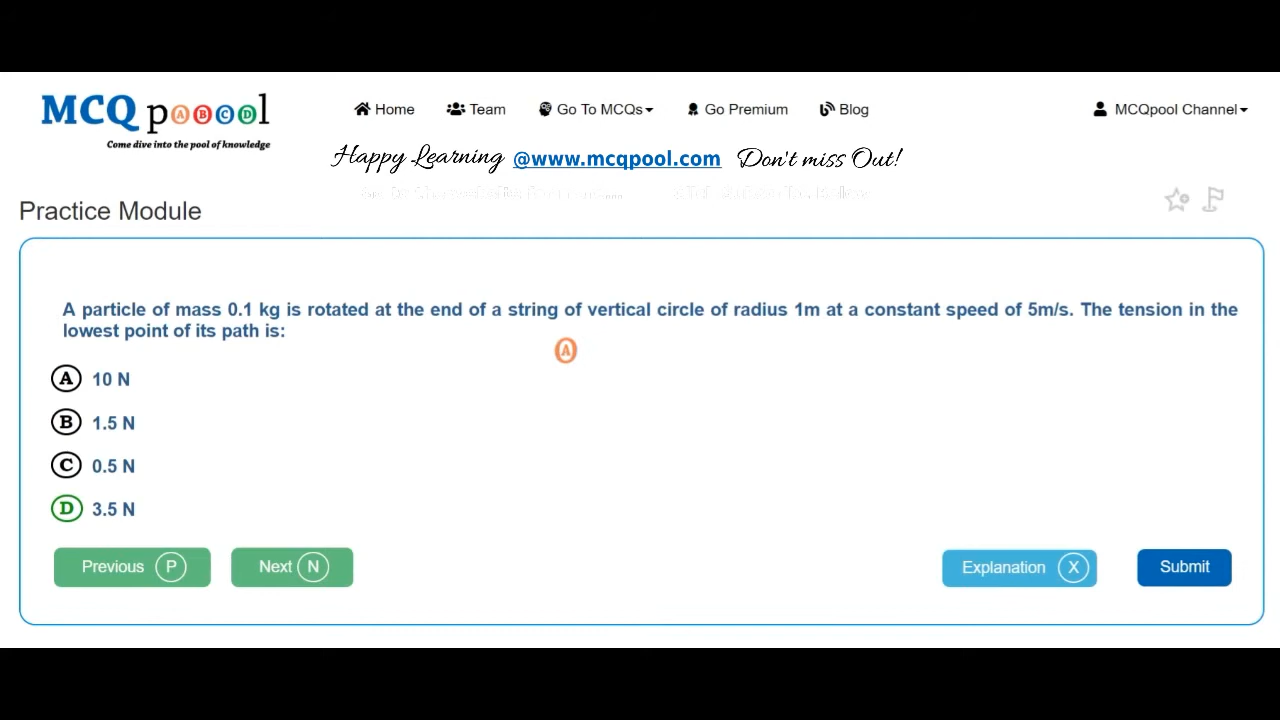 MCQ pABCDl
Come dive into the pool of knowledge
Home
Team
Go To MCQs
Go Premium
Blog
MCQpool Channel
Happy Learning @www.mcqpool.com Don't miss Out!
Practice Module
A particle of mass 0.1 kg is rotated at the end of a string of vertical circle of radius 1m at a constant speed of 5m/s. The tension in the
lowest point of its path is:
A
A 10 N
B 1.5 N
C 0.5 N
D 3.5 N
Previous P
Next N
Explanation X
Submit